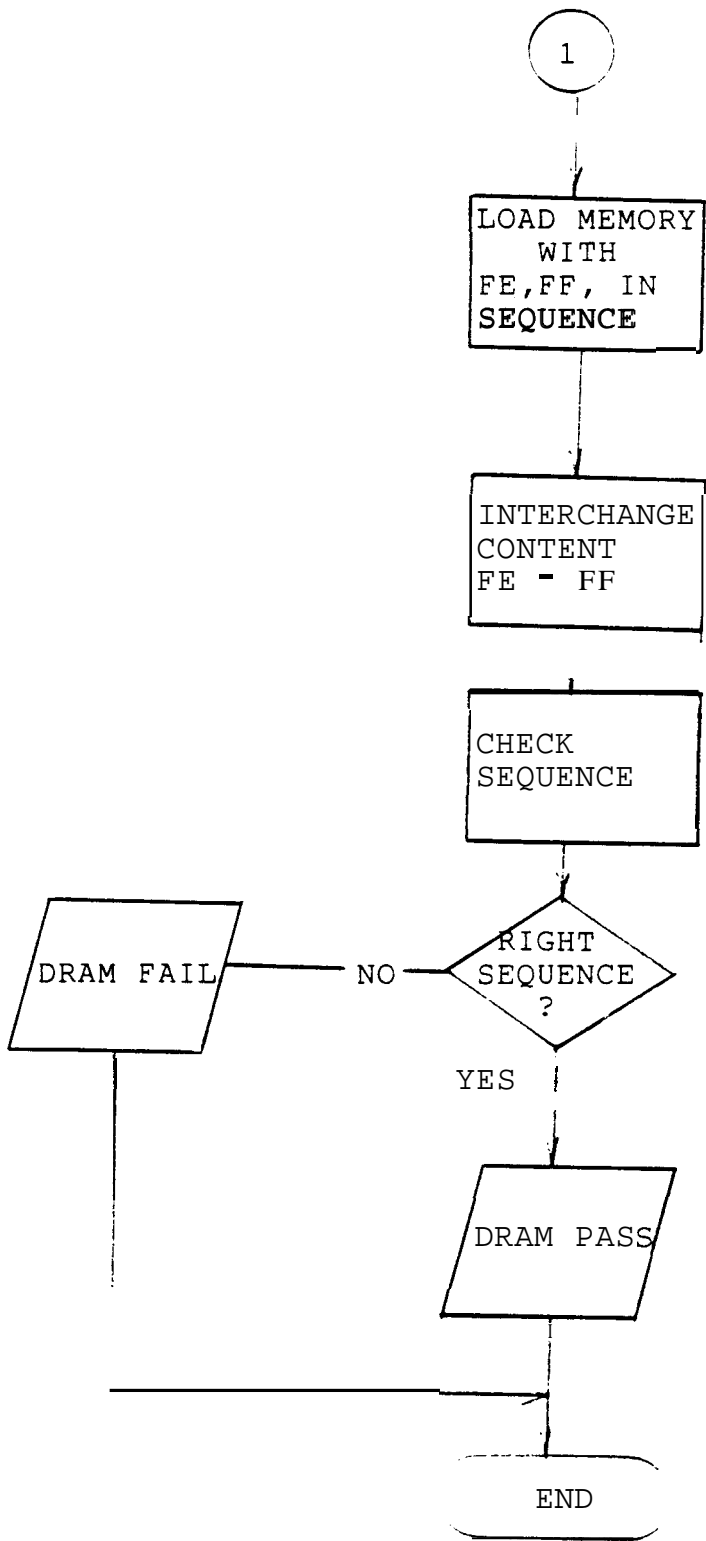 1
LOAD MEMORY
WITH
FE,FF, IN
SEQUENCE
INTERCHANGE
CONTENT
FE - FF
CHECK
SEQUENCE
RIGHT
SEQUENCE
?
NO
DRAM FAIL
YES
DRAM PASS
END